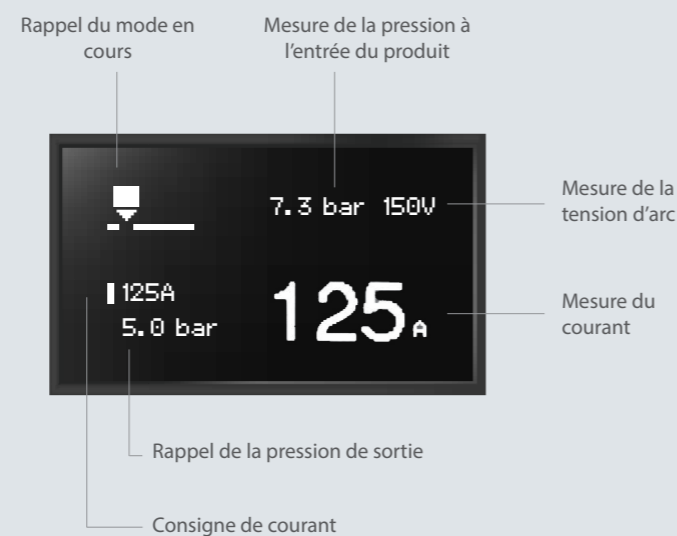 Rappel du mode en
cours
Mesure de la pression à
l’entrée du produit
7.3 bar 150V
Mesure de la
tension d’arc
125A
5.0 bar
125A
Mesure du
courant
Rappel de la pression de sortie
Consigne de courant